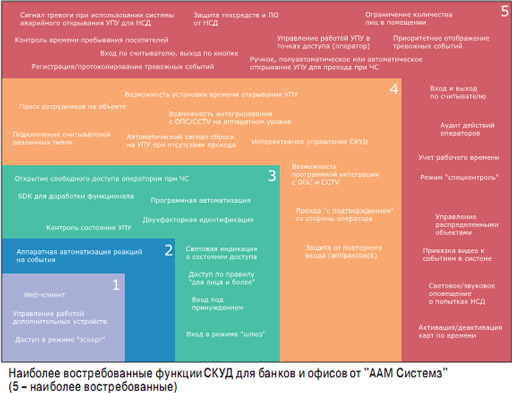 5
Сигнал тревоги при использовании системы
аварийного открывания УПУ для НСД
Защита техсредств и ПО
от НСД
Ограничение количества
лиц в помещении
Контроль времени пребывания посетителей
Управление работой УПУ в
точках доступа (оператор)
Приоритетное отображение
тревожных событий
Вход по считывателю, выход по кнопке
Регистрация/протоколирование тревожных событий
Ручное, полуавтоматическое или автоматическое
открывание УПУ для прохода при ЧС
Вход и выход
по считывателю
Аудит действий
операторов
Учет рабочего времени
Режим "спецконтроль"
Управление
распределенными
объектами
Привязка видео к
событиям в системе
Световое/звуковое
оповещение
о попытках НСД
Активация/деактивация
карт по времени
4
Возможность установки времени открывания УПУ
Поиск сотрудников на объекте
Возможность интегрирования
с ОПС/CCTV на аппаратном уровне
Подключение считывателей
различных типов
Автоматический сигнал сброса
на УПУ при отсутствии прохода
Интерактивное управление СКУД
Возможность
программной интеграции
с ОПС и CCTV
Проход "с подтверждением"
со стороны оператора
Защита от повторного
входа (antipassback)
3
Открытие свободного доступа оператором при ЧС
SDK для доработки функционала
Программная автоматизация
Двухфакторная идентификация
Контроль состояния УПУ
Световая индикация
о состоянии доступа
Доступ по правилу
"два лица и более"
Вход под
принуждением
Вход в режиме "шлюз"
2
Аппаратная автоматизация реакций
на события
1
Web-клиент
Управление работой
дополнительных устройств
Доступ в режиме "эскорт"
Наиболее востребованные функции СКУД для банков и офисов от "ААМ Системз"
(5 – наиболее востребованные)